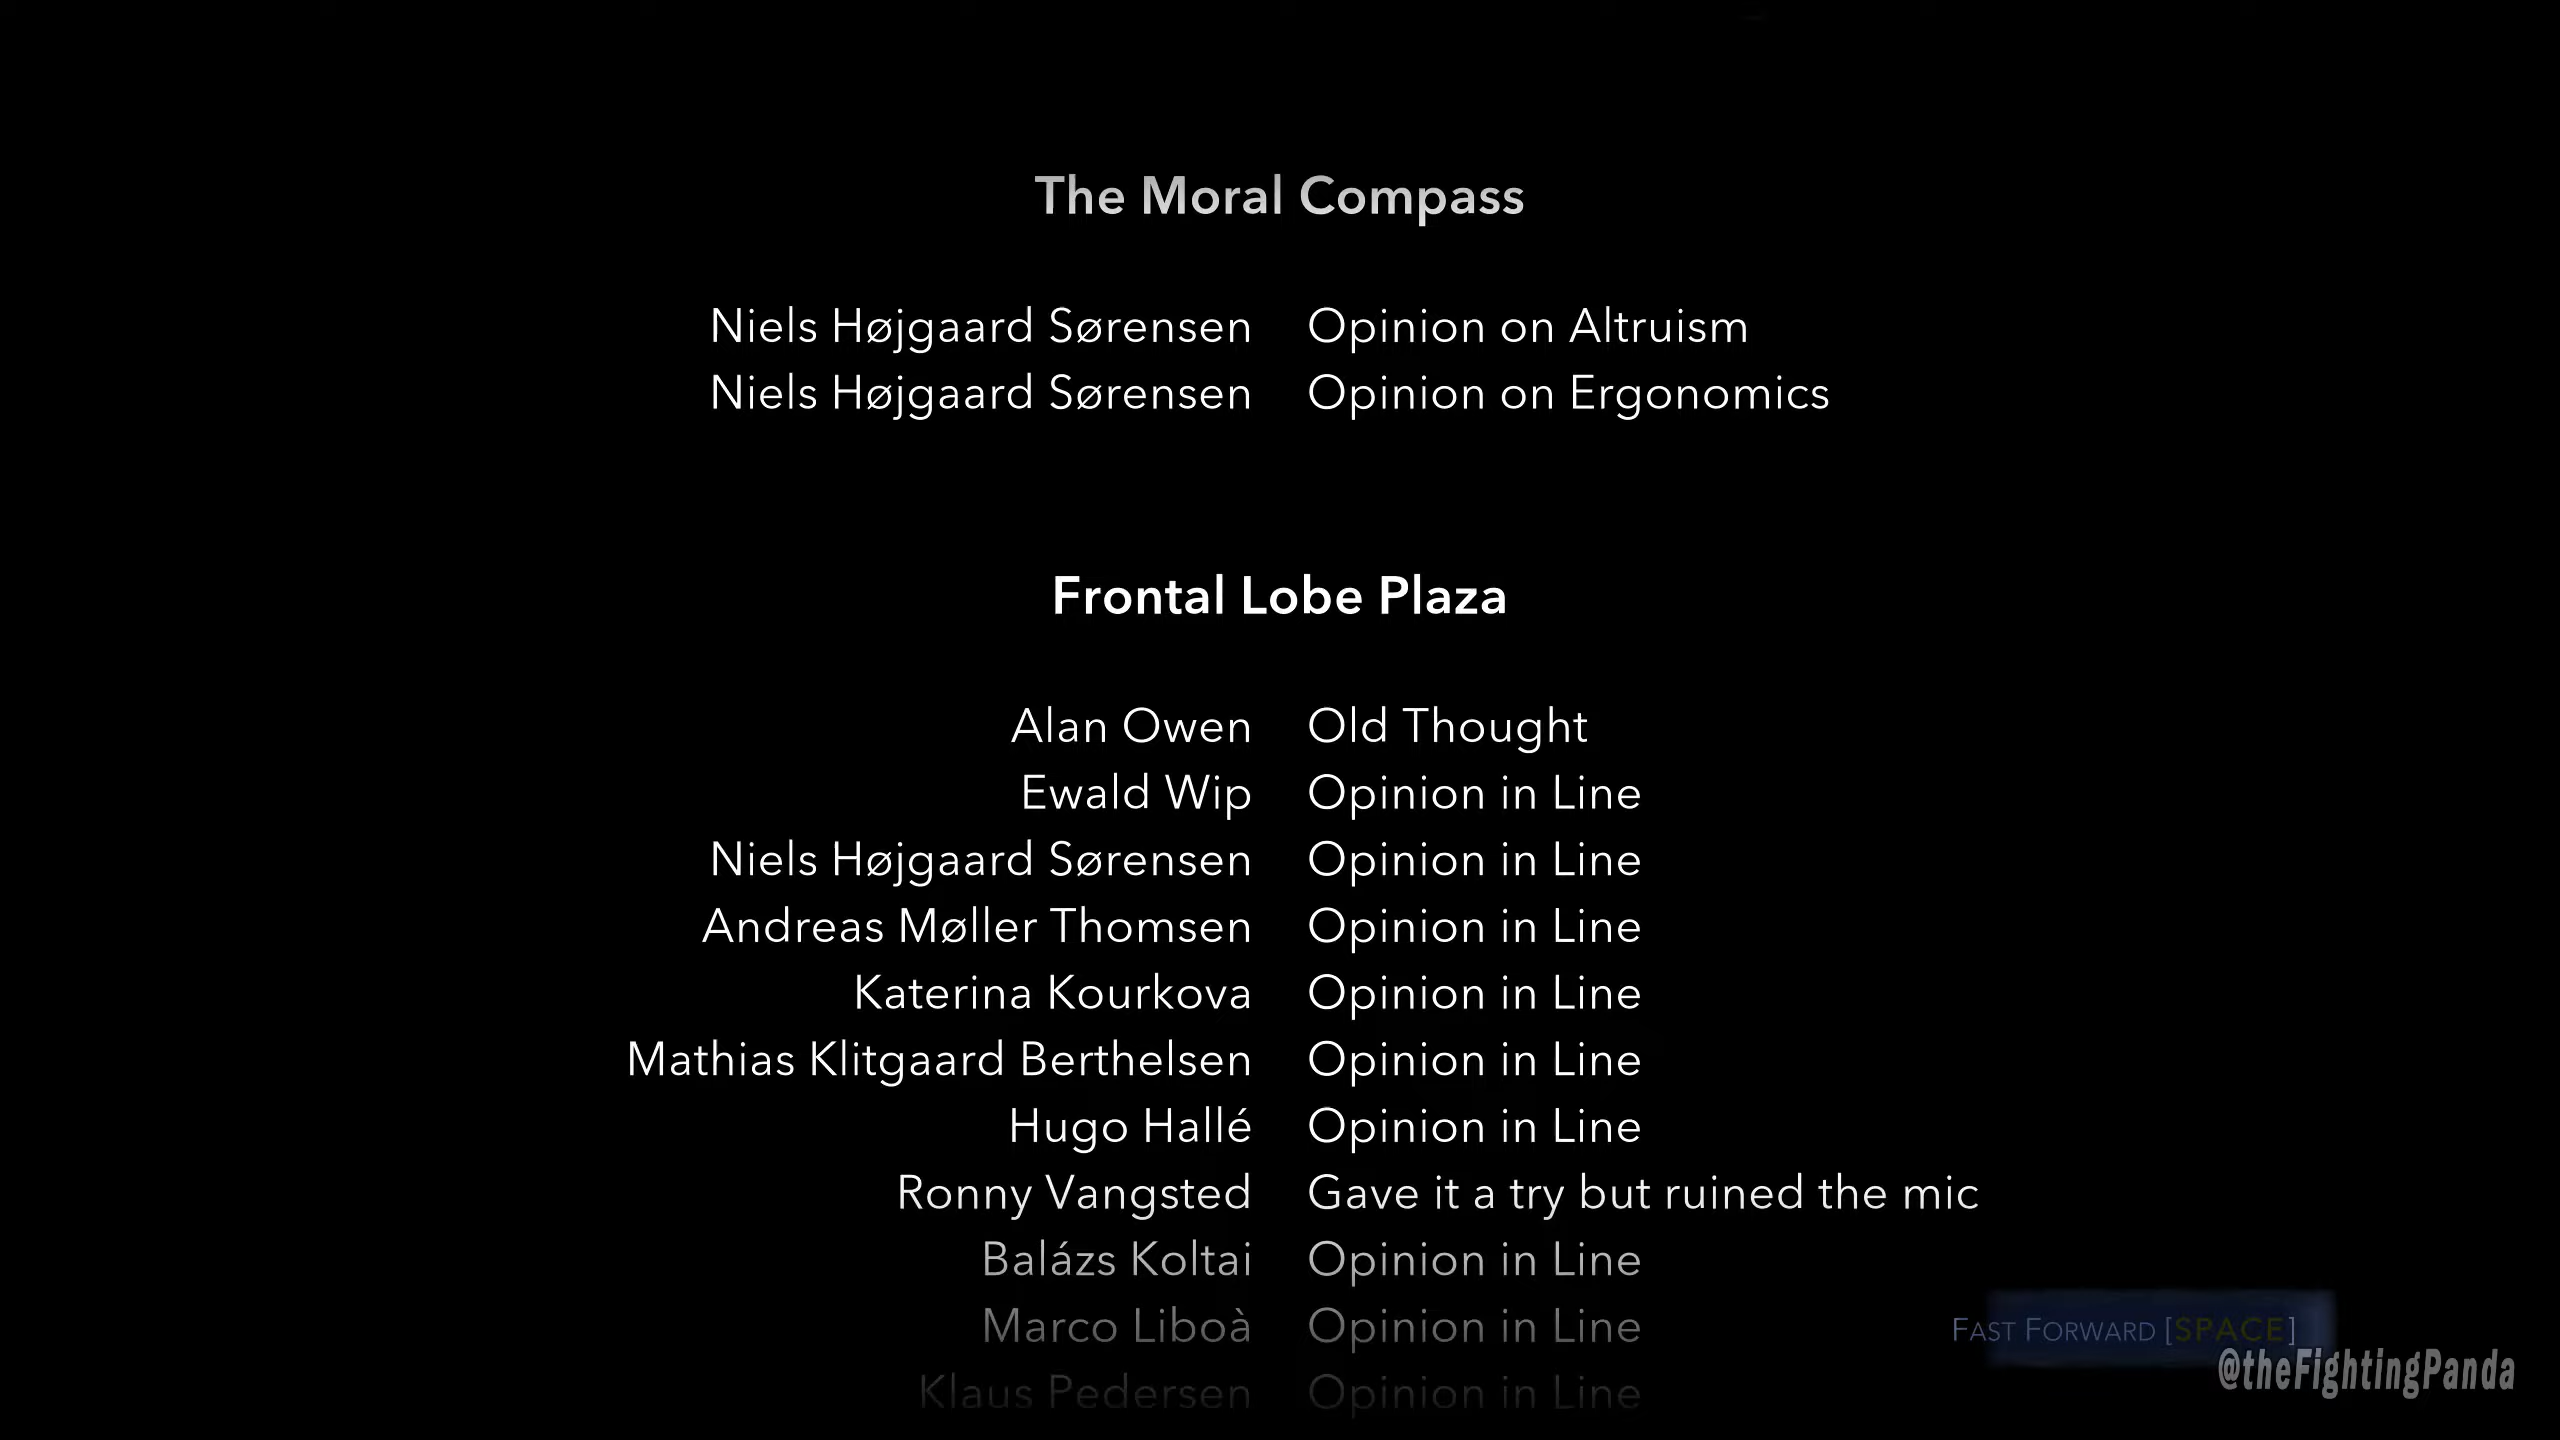 The Moral Compass
Niels Højgaard Sørensen Opinion on Altruism
Niels Højgaard Sørensen Opinion on Ergonomics
Frontal Lobe Plaza
Alan Owen Old Thought
Ewald Wip Opinion in Line
Niels Højgaard Sørensen Opinion in Line
Andreas Møller Thomsen Opinion in Line
Katerina Kourkova Opinion in Line
Mathias Klitgaard Berthelsen Opinion in Line
Hugo Hallé Opinion in Line
Ronny Vangsted Gave it a try but ruined the mic
Balázs Koltai Opinion in Line
Marco Liboà Opinion in Line
Klaus Pedersen Opinion in Line
FAST FORWARD [SPACE]
@theFightingPanda